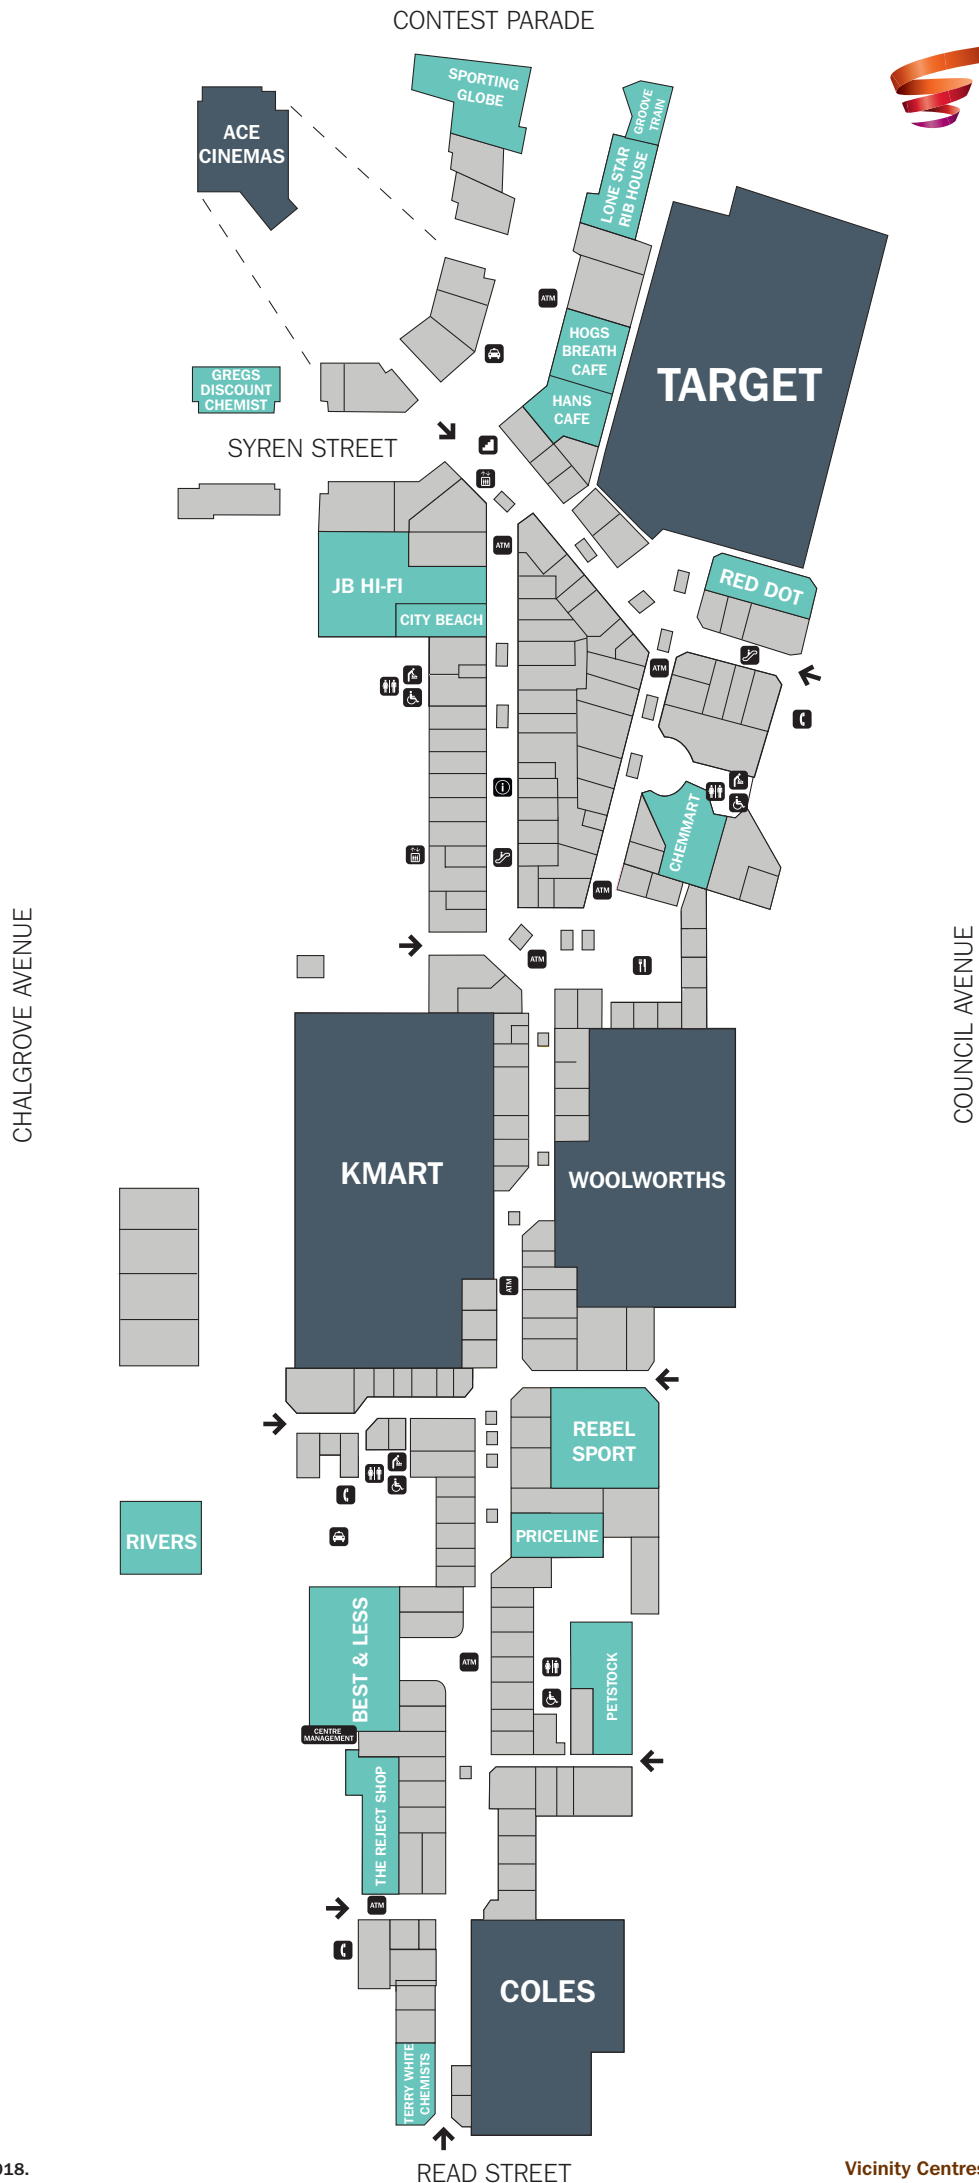 CONTEST PARADE
SPORTING
GLOBE
GROOVE
TRAIN
ACE
CINEMAS
LONE STAR
RIB HOUSE
ATM
HOGS
BREATH
CAFE
TARGET
GREGS
DISCOUNT
CHEMIST
HANS
CAFE
SYREN STREET
ATM
JB HI-FI
RED DOT
CITY BEACH
ATM
CHEMMART
ATM
CHALGROVE AVENUE
COUNCIL AVENUE
ATM
KMART
WOOLWORTHS
ATM
REBEL
SPORT
RIVERS
PRICELINE
BEST & LESS
ATM
PETSTOCK
CENTRE
MANAGEMENT
THE REJECT SHOP
ATM
COLES
TERRY WHITE
CHEMISTS
READ STREET
018.
Vicinity Centres